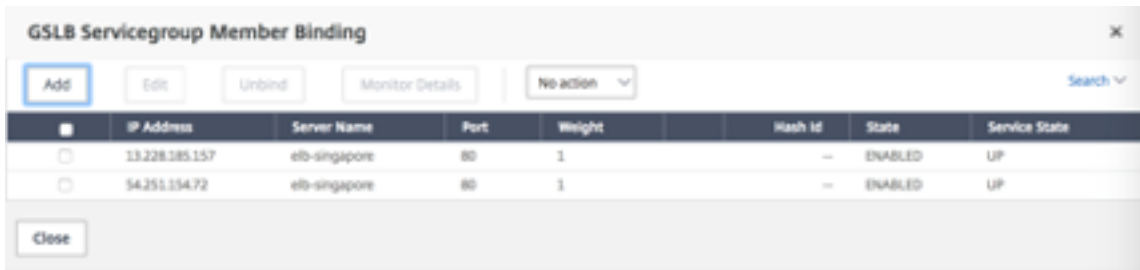 GSLB Servicegroup Member Binding ×
Add Edit Unbind Monitor Details No action Search
IP Address Server Name Port Weight Hash Id State Service State
13.228.185.157 elb-singapore 80 1 -- ENABLED UP
54.251.154.72 elb-singapore 80 1 -- ENABLED UP
Close